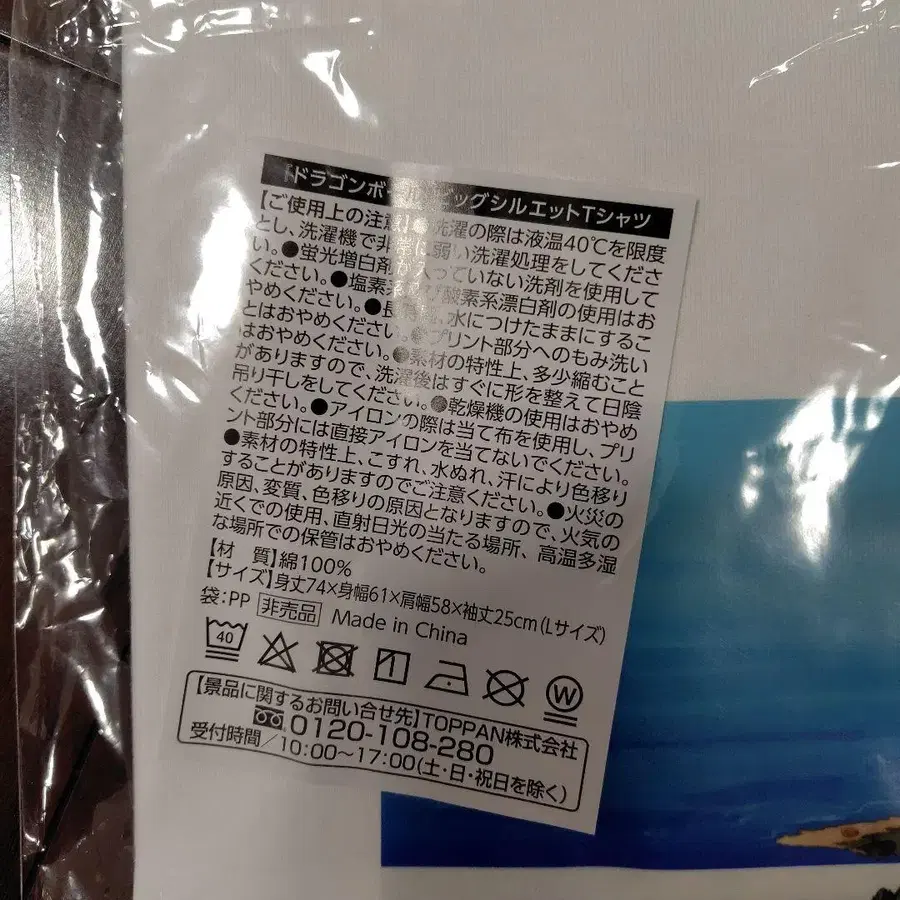 「ドラゴンボ ッグシルエットTシャツ
【ご使用上の注意】●洗濯の際は液温40℃を限度
とし、洗濯機で非常に弱い洗濯処理をしてくださ
い。●蛍光増白剤が入っていない洗剤を使用して
ください。●塩素系及び酸素系漂白剤の使用はお
やめください。●長時間、水につけたままにするこ
とはおやめください。●プリント部分へのもみ洗い
はおやめください。●素材の特性上、多少縮むこと
がありますので、洗濯後はすぐに形を整えて日陰
吊り干しをしてください。●乾燥機の使用はおやめ
ください。●アイロンの際は当て布を使用し、プリ
ント部分には直接アイロンを当てないでください。
●素材の特性上、こすれ、水ぬれ、汗により色移り
することがありますのでご注意ください。●火災の
原因、変質、色移りの原因となりますので、火気の
近くでの使用、直射日光の当たる場所、高温多湿
な場所での保管はおやめください。
【材 質】綿100%
【サイズ】身丈74×身幅61×肩幅58×袖丈25cm(Lサイズ)
袋:PP 非売品 Made in China
40 W
【景品に関するお問い合せ先】TOPPAN株式会社
0120-108-280
受付時間/10:00〜17:00(土・日・祝日を除く)